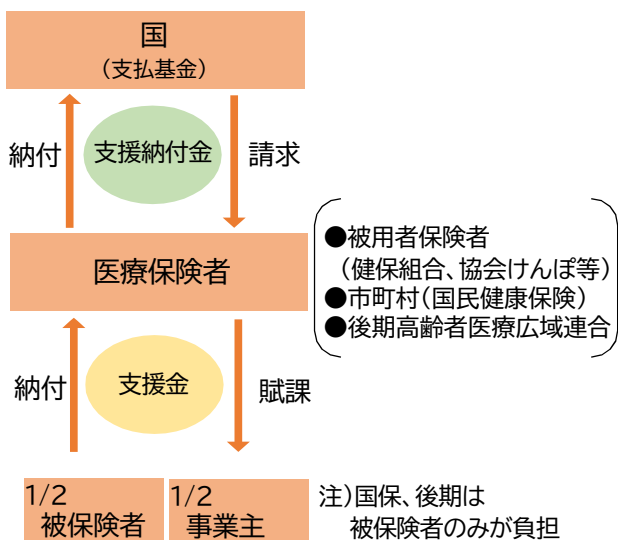 国
（支払基金）
納付
支援納付金
請求
医療保険者
●被用者保険者
（健保組合、協会けんぽ等）
●市町村（国民健康保険）
●後期高齢者医療広域連合
納付
支援金
賦課
1/2
被保険者
1/2
事業主
注）国保、後期は
被保険者のみが負担